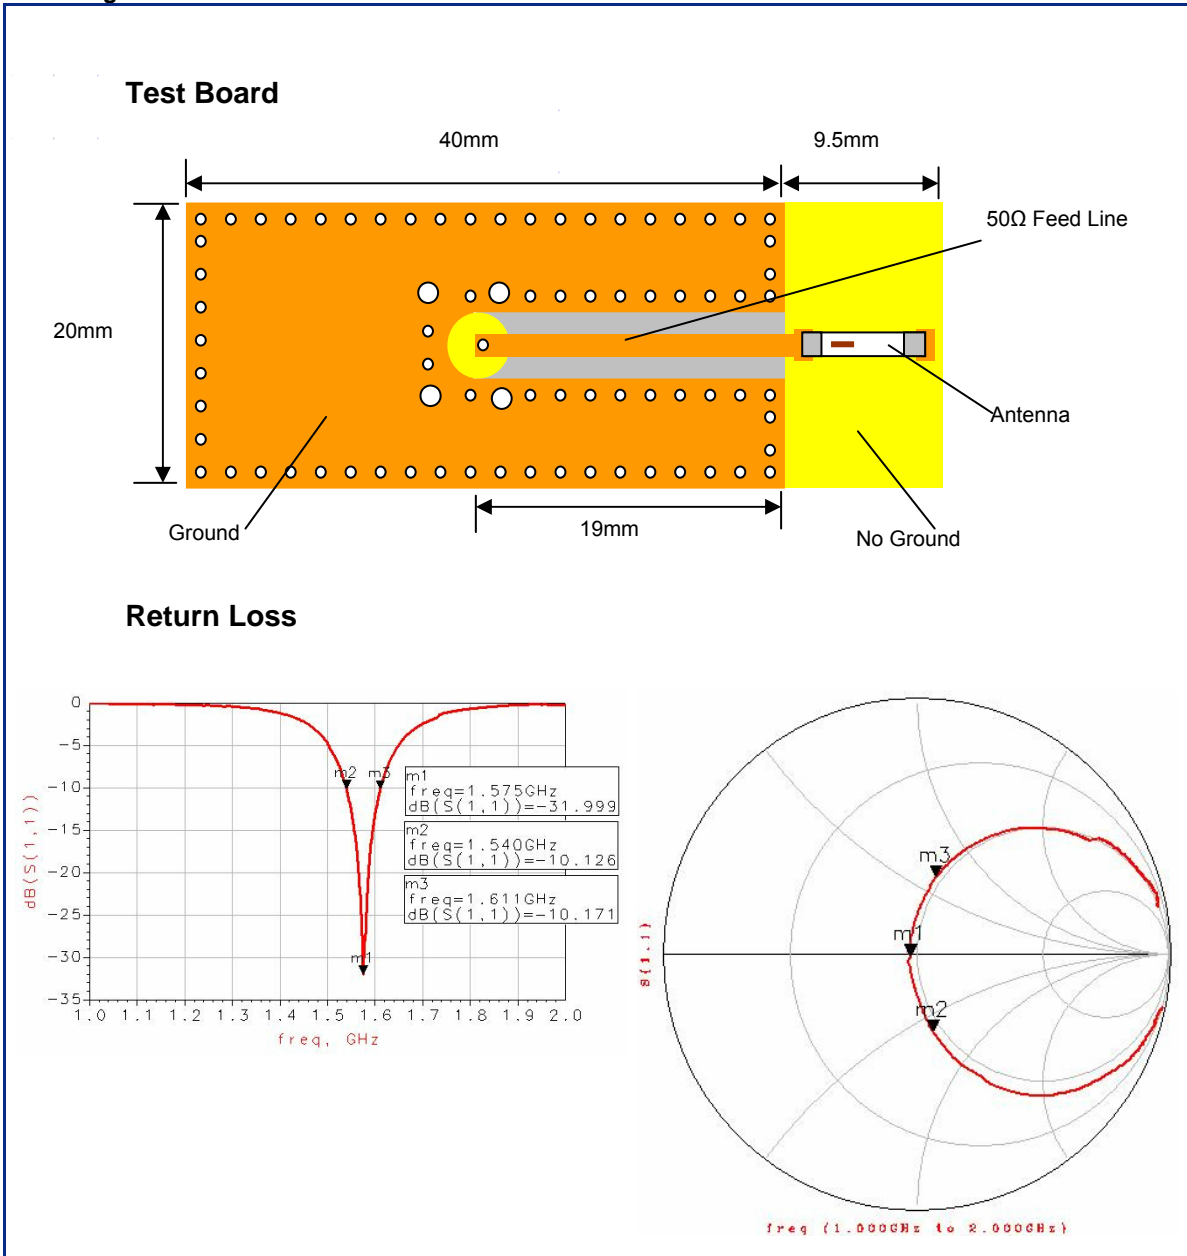 Test Board
40mm
9.5mm
50Ω Feed Line
20mm
Antenna
Ground
19mm
No Ground
Return Loss
0
-5
-10
-15
-20
-25
-30
-35
dB(S(1,1))
1.0 1.1 1.2 1.3 1.4 1.5 1.6 1.7 1.8 1.9 2.0
freq, GHz
m2
m3
m1
m1
freq=1.575GHz
dB(S(1,1))=-31.999
m2
freq=1.540GHz
dB(S(1,1))=-10.126
m3
freq=1.611GHz
dB(S(1,1))=-10.171
m3
m1
m2
S(1,1)
freq (1.000GHz to 2.000GHz)